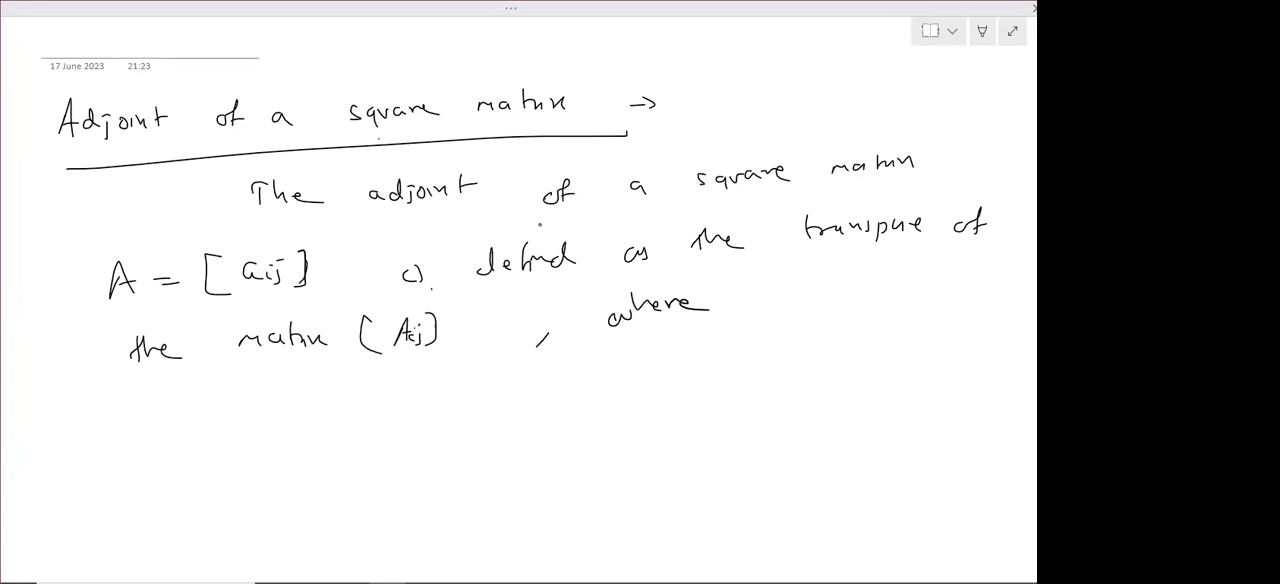 17 June 2023 21:23
Adjoint of a square matrix →
The adjoint of a square matrix
A = [aij] is defined as the transpose of
the matrix [Aij], where